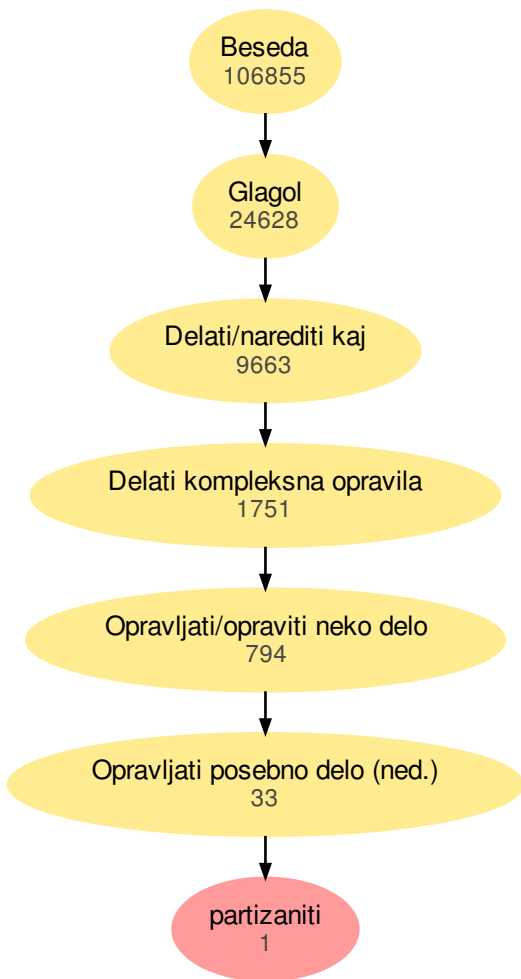 Beseda
106855
Glagol
24628
Delati/narediti kaj
9663
Delati kompleksna opravila
1751
Opravljati/opraviti neko delo
794
Opravljati posebno delo (ned.)
33
partizaniti
1